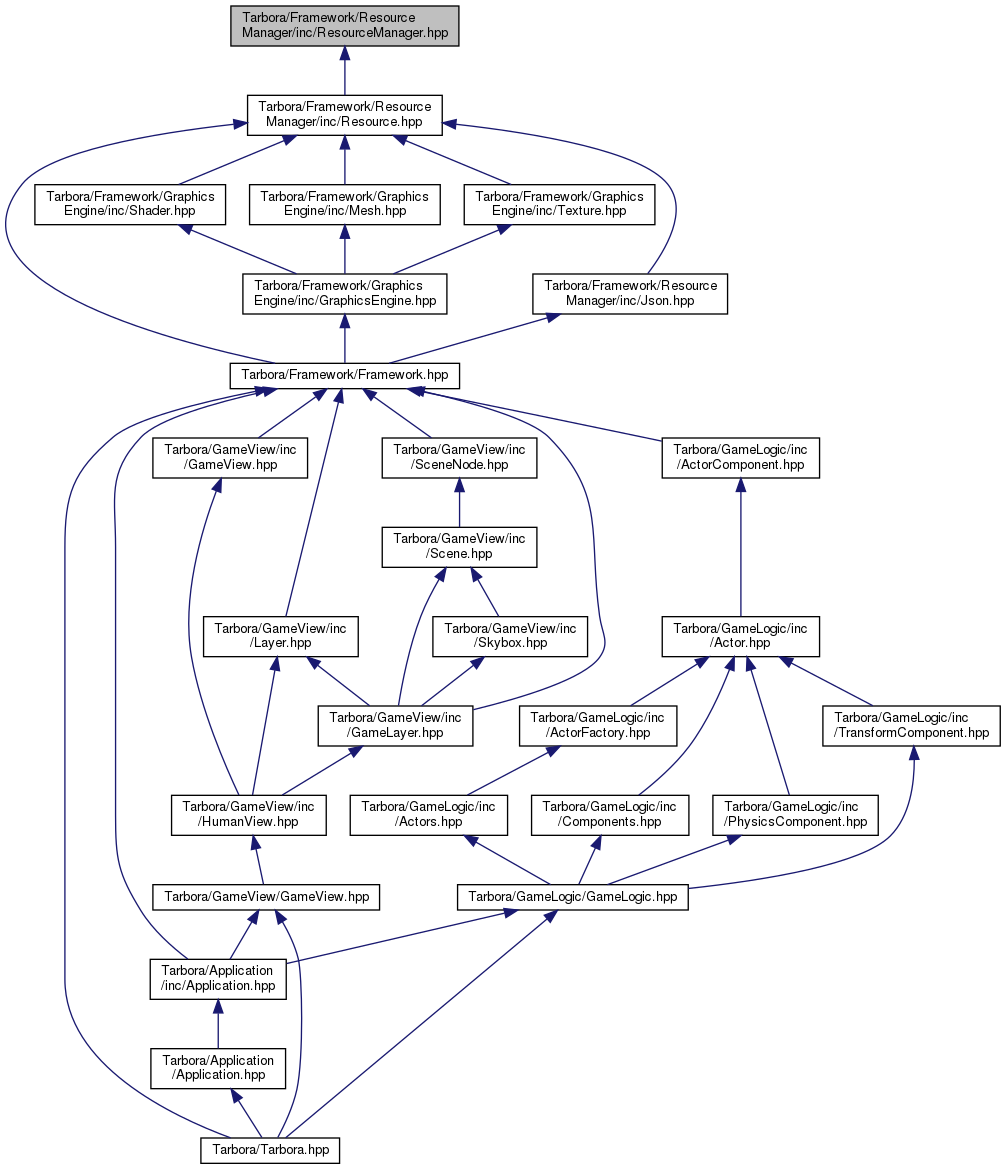 Tarbora/Framework/Resource
Manager/inc/ResourceManager.hpp
Tarbora/Framework/Resource
Manager/inc/Resource.hpp
Tarbora/Framework/Graphics
Engine/inc/Shader.hpp
Tarbora/Framework/Graphics
Engine/inc/Mesh.hpp
Tarbora/Framework/Graphics
Engine/inc/Texture.hpp
Tarbora/Framework/Graphics
Engine/inc/GraphicsEngine.hpp
Tarbora/Framework/Resource
Manager/inc/Json.hpp
Tarbora/Framework/Framework.hpp
Tarbora/GameView/inc
/GameView.hpp
Tarbora/GameView/inc
/SceneNode.hpp
Tarbora/GameLogic/inc
/ActorComponent.hpp
Tarbora/GameView/inc
/Scene.hpp
Tarbora/GameView/inc
/Layer.hpp
Tarbora/GameView/inc
/Skybox.hpp
Tarbora/GameLogic/inc
/Actor.hpp
Tarbora/GameView/inc
/GameLayer.hpp
Tarbora/GameLogic/inc
/ActorFactory.hpp
Tarbora/GameLogic/inc
/TransformComponent.hpp
Tarbora/GameView/inc
/HumanView.hpp
Tarbora/GameLogic/inc
/Actors.hpp
Tarbora/GameLogic/inc
/Components.hpp
Tarbora/GameLogic/inc
/PhysicsComponent.hpp
Tarbora/GameView/GameView.hpp
Tarbora/GameLogic/GameLogic.hpp
Tarbora/Application
/inc/Application.hpp
Tarbora/Application
/Application.hpp
Tarbora/Tarbora.hpp